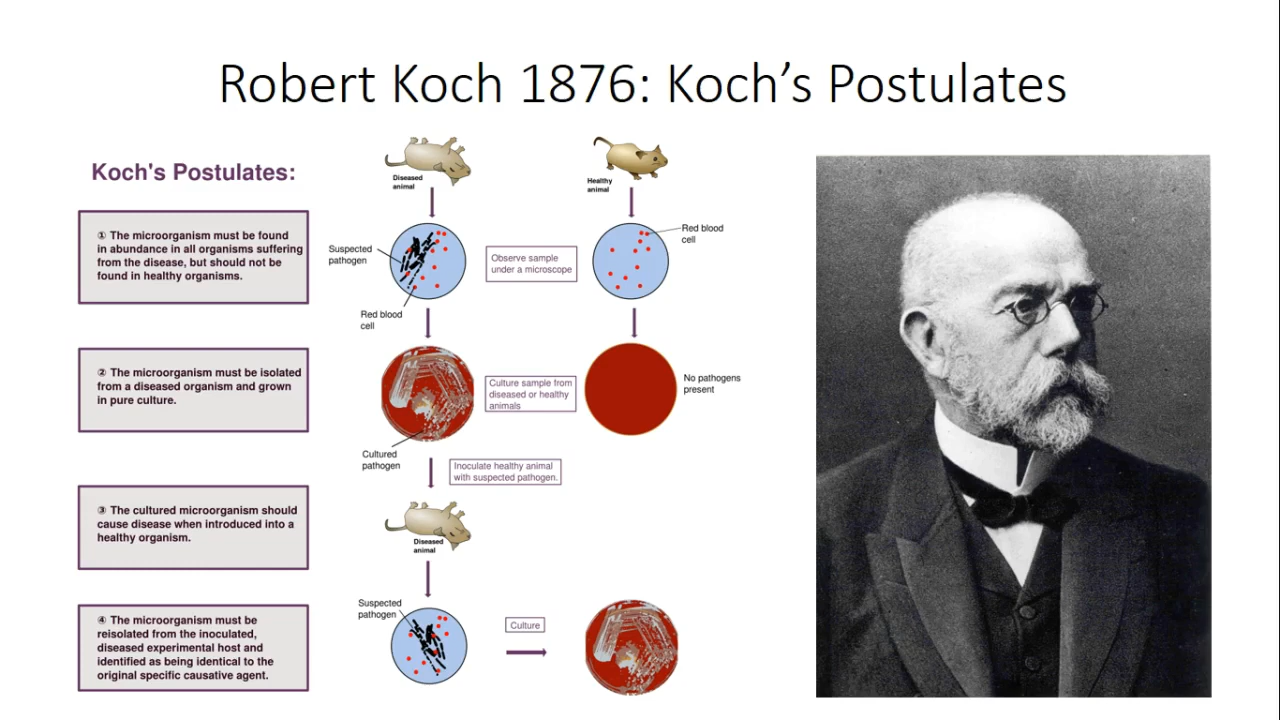 Robert Koch 1876: Koch’s Postulates
Koch's Postulates:
① The microorganism must be found
in abundance in all organisms suffering
from the disease, but should not be
found in healthy organisms.
② The microorganism must be isolated
from a diseased organism and grown
in pure culture.
③ The cultured microorganism should
cause disease when introduced into a
healthy organism.
④ The microorganism must be
reisolated from the inoculated,
diseased experimental host and
identified as being identical to the
original specific causative agent.
Diseased
animal
Healthy
animal
Suspected
pathogen
Red blood
cell
Observe sample
under a microscope
Red blood
cell
Cultured
pathogen
Culture sample from
diseased or healthy
animals
No pathogens
present
Inoculate healthy animal
with suspected pathogen.
Diseased
animal
Suspected
pathogen
Culture